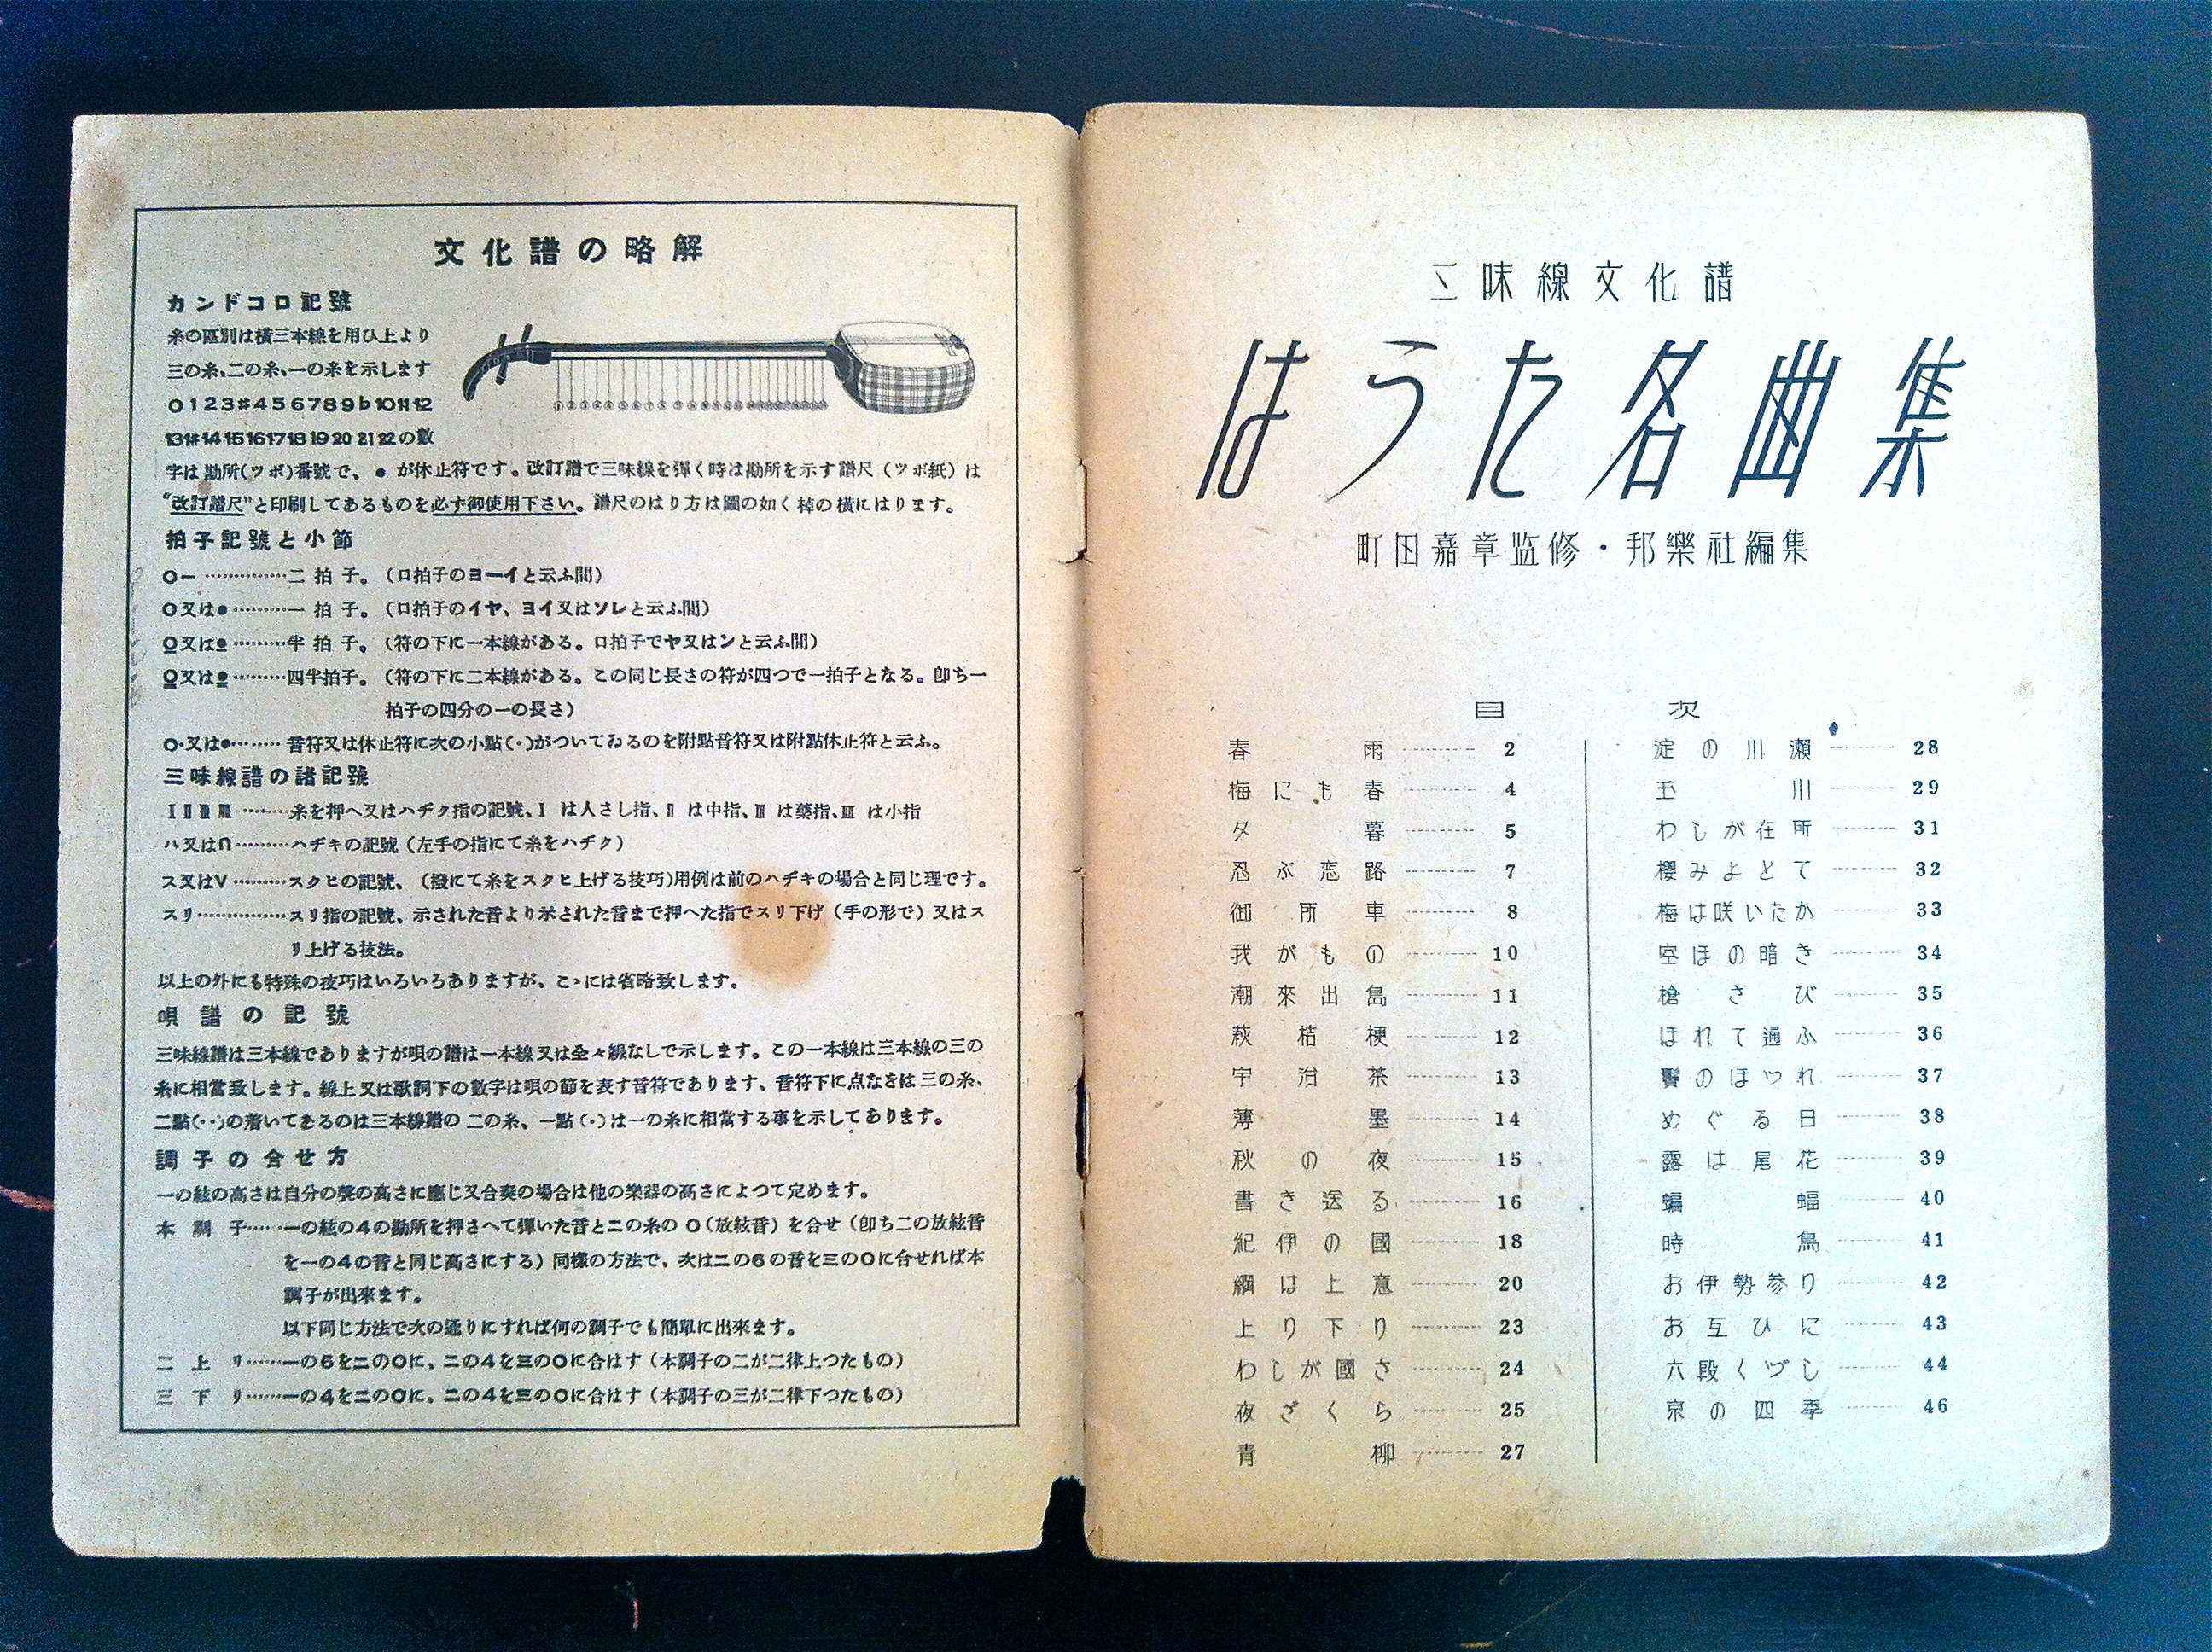 文化譜の略解
カンドコロ記號
糸の區別は横三本線を用ひ上より
三の糸、二の糸、一の糸を示します
0 1 2 3 # 4 5 6 7 8 9 b 10 11 12
13 1# 14 15 16 17 18 19 20 21 22 の數
字は勘所(ツボ)番號で、● が休止符です。改訂譜で三味線を彈く時は勘所を示す譜尺(ツボ紙)は
"改訂譜尺"と印刷してあるものを必ず御使用下さい。譜尺のはり方は圖の如く棹の横にはります。
拍子記號と小節
○ー ……………二 拍 子。(口拍子のヨーイと云ふ間)
○又は● ………一 拍 子。(口拍子のイヤ、ヨイ又はソレと云ふ間)
○又は● ………半 拍 子。(符の下に一本線がある。口拍子でヤ又はンと云ふ間)
○又は● ………四半拍子。(符の下に二本線がある。この同じ長さの符が四つで一拍子となる。卽ち一
拍子の四分の一の長さ)
○・又は●・…… 音符又は休止符に次の小點(・)がついてゐるのを附點音符又は附點休止符と云ふ。
三味線譜の諸記號
Ⅰ Ⅱ Ⅲ Ⅲ ………糸を押へ又はハヂク指の記號、Ⅰ は人さし指、Ⅱ は中指、Ⅲ は藥指、Ⅲ は小指
ハ又は∩………ハヂキの記號(左手の指にて糸をハヂク)
ス又はV ………スクヒの記號、(撥にて糸をスクヒ上げる技巧)用例は前のハヂキの場合と同じ理です。
スリ……………スリ指の記號、示された音より示された音まで押へた指でスリ下げ(手の形で)又はス
リ上げる技法。
以上の外にも特殊の技巧はいろいろありますが、こゝには省略致します。
唄譜の記號
三味線譜は三本線でありますが唄の譜は一本線又は全々線なしで示します。この一本線は三本線の三の
糸に相當致します。線上又は歌詞下の數字は唄の節を表す音符であります、音符下に点なきは三の糸、
二點(・・)の着いてあるのは三本線譜の 二の糸、一點(・)は一の糸に相當する事を示してあります。
調子の合せ方
一の絃の高さは自分の聲の高さに應じ又合奏の場合は他の樂器の高さによつて定めます。
本 調 子……一の絃の4の勘所を押さへて彈いた音と二の糸の 0(放絃音)を合せ(卽ち二の放絃音
を一の4の音と同じ高さにする)同樣の方法で、次は二の6の音を三の0に合せれば本
調子が出來ます。
以下同じ方法で次の通りにすれば何の調子でも簡單に出來ます。
二 上 リ……一の6を二の0に、二の4を三の0に合はす(本調子の二が二律上つたもの)
三 下 リ……一の4を二の0に、二の4を三の0に合はす(本調子の三が二律下つたもの)
三味線文化譜
はうた名曲集
町田嘉章監修・邦樂社編集
目 次
春雨 ……… 2
梅にも春 ……… 4
夕暮 ……… 5
忍ぶ恋路 ……… 7
御所車 ……… 8
我がもの ……… 10
潮來出島 ……… 11
萩桔梗 ……… 12
宇治茶 ……… 13
薄墨 ……… 14
秋の夜 ……… 15
書き送る ……… 16
紀伊の國 ……… 18
綱は上意 ……… 20
上り下り ……… 23
わしが國さ ……… 24
夜ざくら ……… 25
青柳 ……… 27
淀の川瀬 ……… 28
玉川 ……… 29
わしが在所 ……… 31
櫻みよとて ……… 32
梅は咲いたか ……… 33
空ほの暗き ……… 34
槍さび ……… 35
ほれて通ふ ……… 36
鬢のほつれ ……… 37
めぐる日 ……… 38
露は尾花 ……… 39
蝙蝠 ……… 40
時鳥 ……… 41
お伊勢参り ……… 42
お互ひに ……… 43
六段くづし ……… 44
京の四季 ……… 46